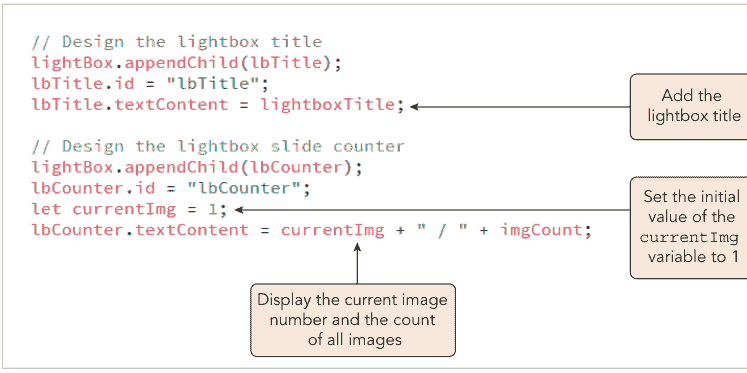 // Design the lightbox title
lightBox.appendChild(lbTitle);
lbTitle.id = "lbTitle";
lbTitle.textContent = lightboxTitle;
Add the
lightbox title
// Design the lightbox slide counter
lightBox.appendChild(lbCounter);
lbCounter.id = "lbCounter";
let currentImg = 1;
lbCounter.textContent = currentImg + " / " + imgCount;
Set the initial
value of the
currentImg
variable to 1
Display the current image
number and the count
of all images